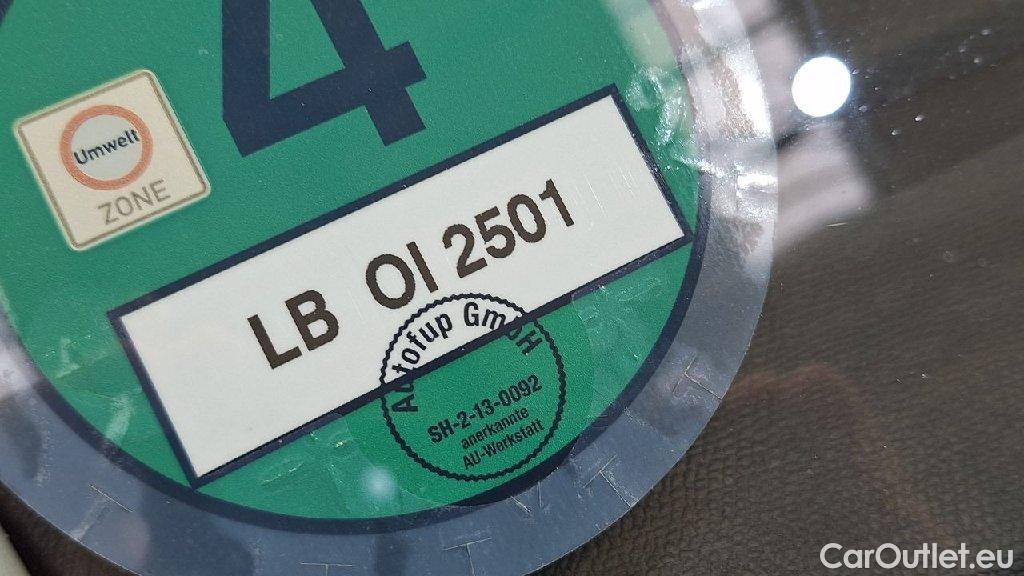 4
Umwelt
ZONE
LB OI 2501
Autofup GmbH
SH-2-13-0092
anerkannte
AU-Werkstatt
CarOutlet.eu